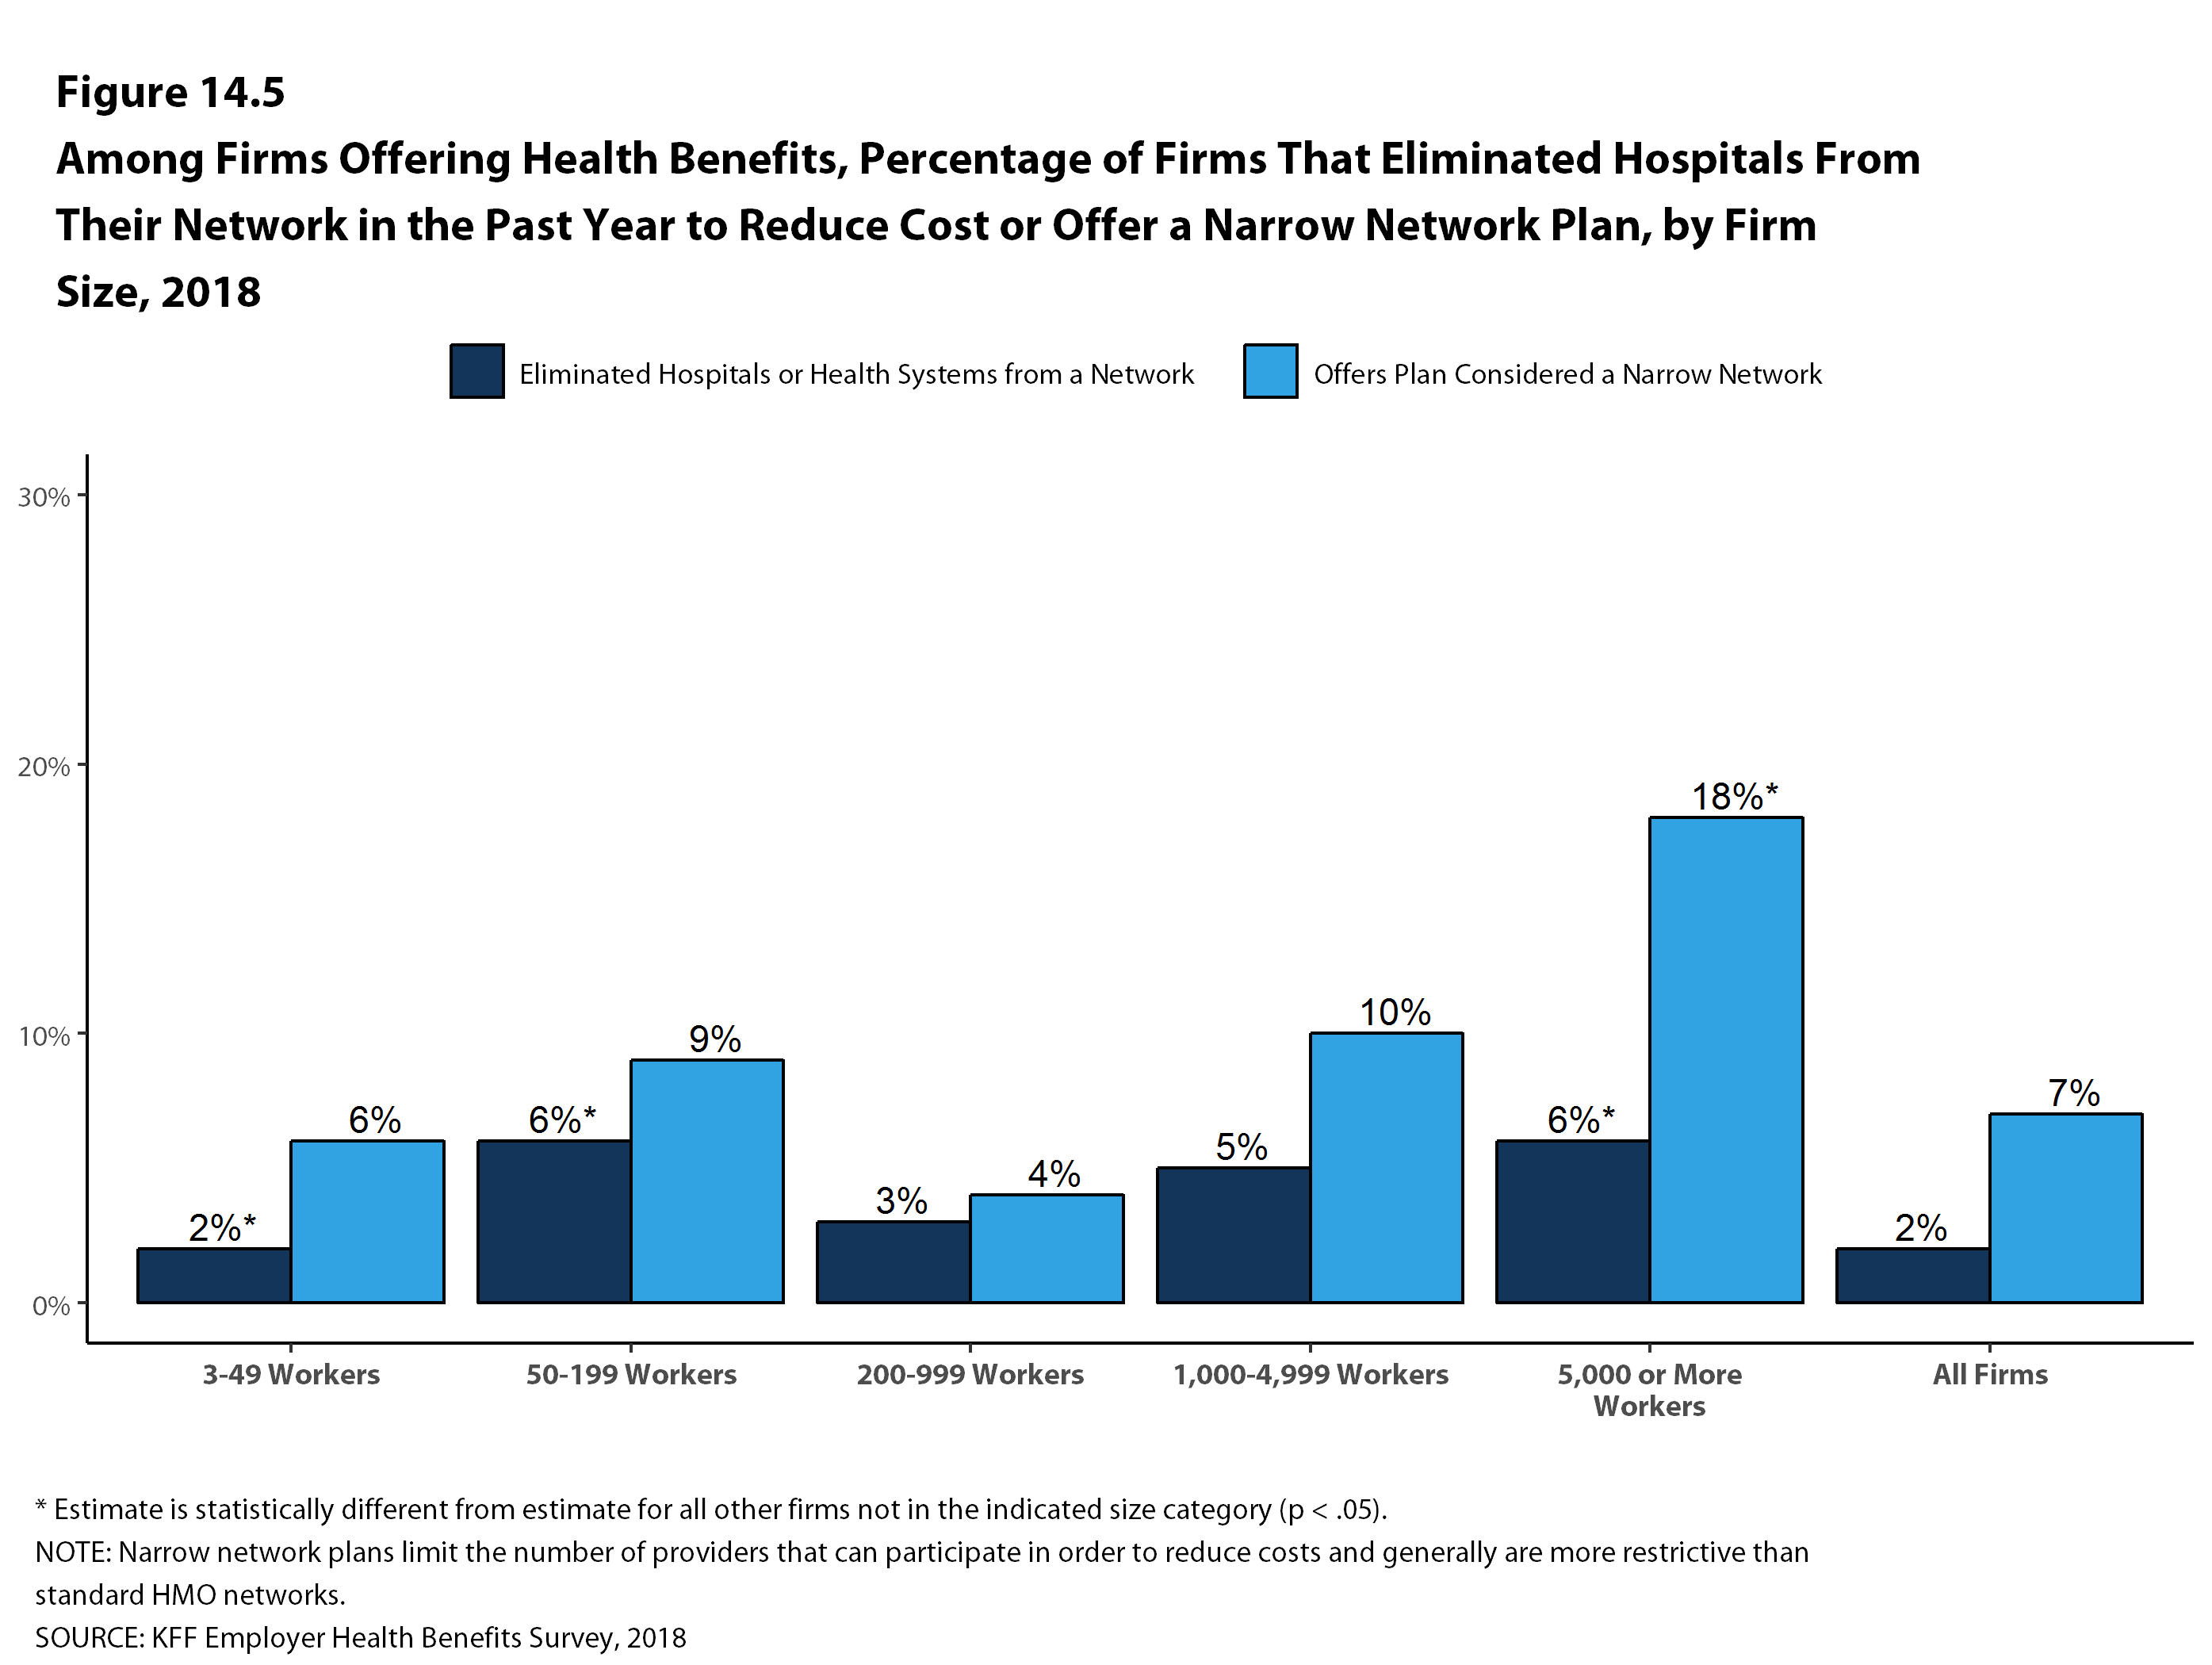 Figure 14.5
Among Firms Offering Health Benefits, Percentage of Firms That Eliminated Hospitals From
Their Network in the Past Year to Reduce Cost or Offer a Narrow Network Plan, by Firm
Size, 2018
Eliminated Hospitals or Health Systems from a Network
Offers Plan Considered a Narrow Network
30%
20%
10%
0%
2%*
6%
6%*
9%
3%
4%
5%
10%
6%*
18%*
2%
7%
3-49 Workers
50-199 Workers
200-999 Workers
1,000-4,999 Workers
5,000 or More
Workers
All Firms
* Estimate is statistically different from estimate for all other firms not in the indicated size category (p < .05).
NOTE: Narrow network plans limit the number of providers that can participate in order to reduce costs and generally are more restrictive than
standard HMO networks.
SOURCE: KFF Employer Health Benefits Survey, 2018